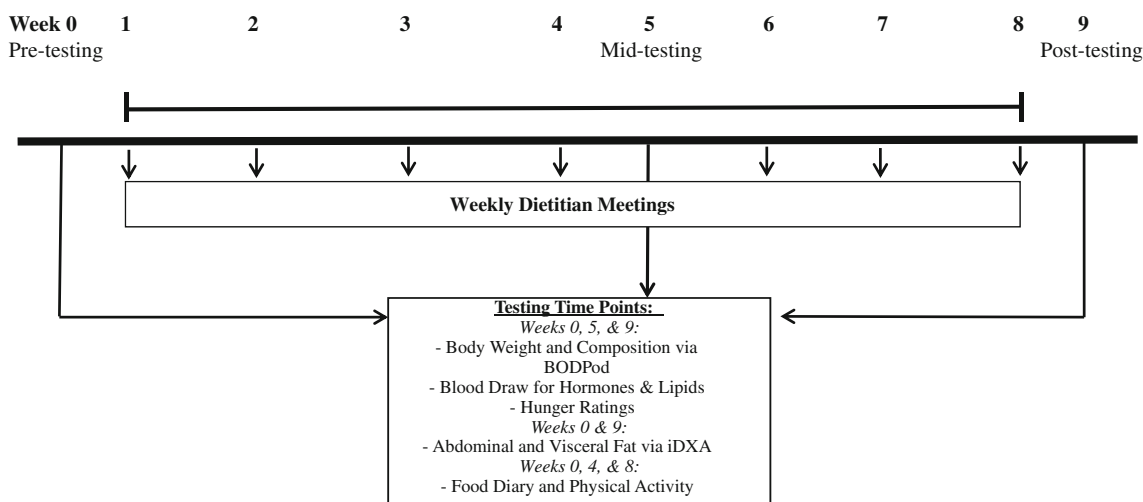 Week 0 1 2 3 4 5 6 7 8 9
Pre-testing Mid-testing Post-testing
Weekly Dietitian Meetings
Testing Time Points:
Weeks 0, 5, & 9:
- Body Weight and Composition via
BODPod
- Blood Draw for Hormones & Lipids
- Hunger Ratings
Weeks 0 & 9:
- Abdominal and Visceral Fat via iDXA
Weeks 0, 4, & 8:
- Food Diary and Physical Activity